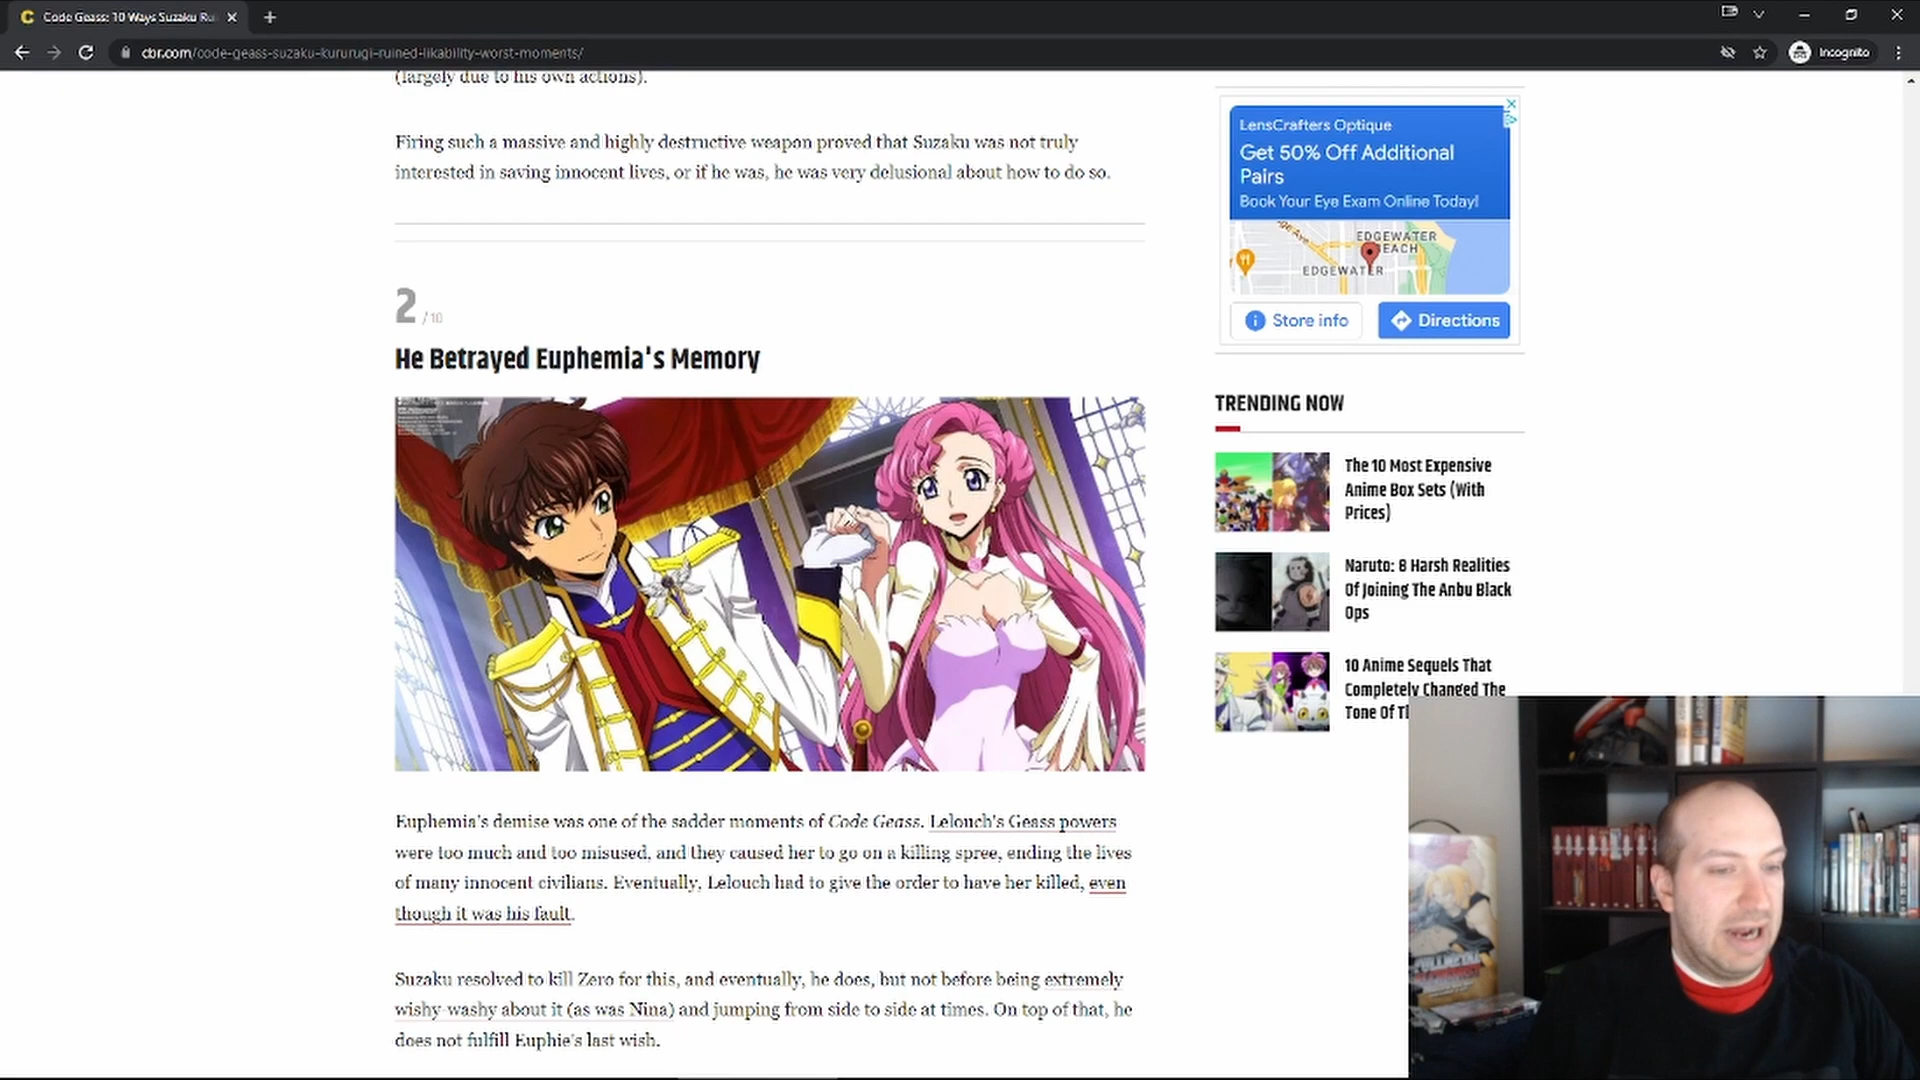 Code Geass: 10 Ways Suzaku Ru
cbr.com/code-geass-suzaku-kururugi-ruined-likability-worst-moments/
Incognito
(largely due to his own actions).
Firing such a massive and highly destructive weapon proved that Suzaku was not truly
interested in saving innocent lives, or if he was, he was very delusional about how to do so.
2 / 10
He Betrayed Euphemia's Memory
Euphemia's demise was one of the sadder moments of Code Geass. Lelouch's Geass powers
were too much and too misused, and they caused her to go on a killing spree, ending the lives
of many innocent civilians. Eventually, Lelouch had to give the order to have her killed, even
though it was his fault.
Suzaku resolved to kill Zero for this, and eventually, he does, but not before being extremely
wishy-washy about it (as was Nina) and jumping from side to side at times. On top of that, he
does not fulfill Euphie's last wish.
LensCrafters Optique
Get 50% Off Additional
Pairs
Book Your Eye Exam Online Today!
EDGEWATER
BEACH
EDGEWATER
Store info
Directions
TRENDING NOW
The 10 Most Expensive
Anime Box Sets (With
Prices)
Naruto: 8 Harsh Realities
Of Joining The Anbu Black
Ops
10 Anime Sequels That
Completely Changed The
Tone Of